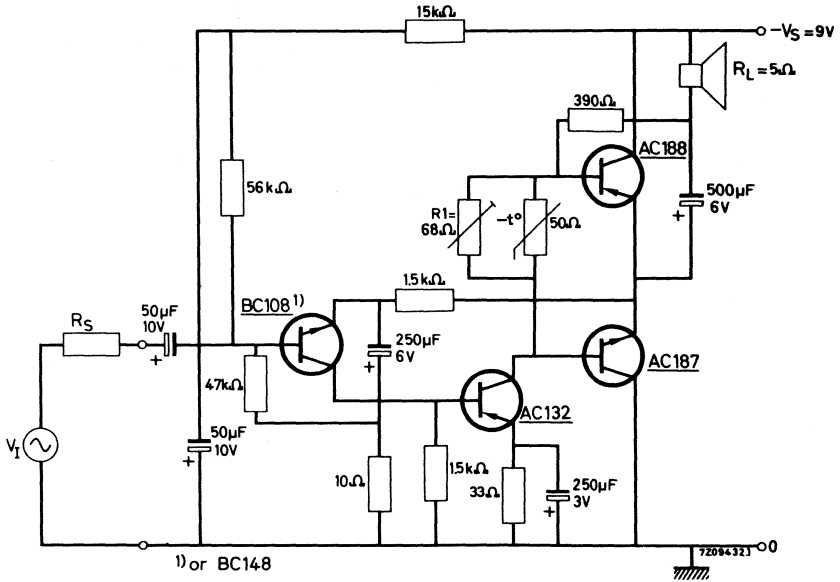 15kΩ
-Vs=9V
RL=5Ω
390Ω
AC188
56kΩ
R1=
68Ω
-t°
50Ω
500µF
6V
+
1.5kΩ
BC108 1)
50µF
10V
+
Rs
250µF
6V
+
AC187
47kΩ
AC132
VI
50µF
10V
+
10Ω
1.5kΩ
33Ω
250µF
3V
+
7Z09432.1
0
1) or BC148